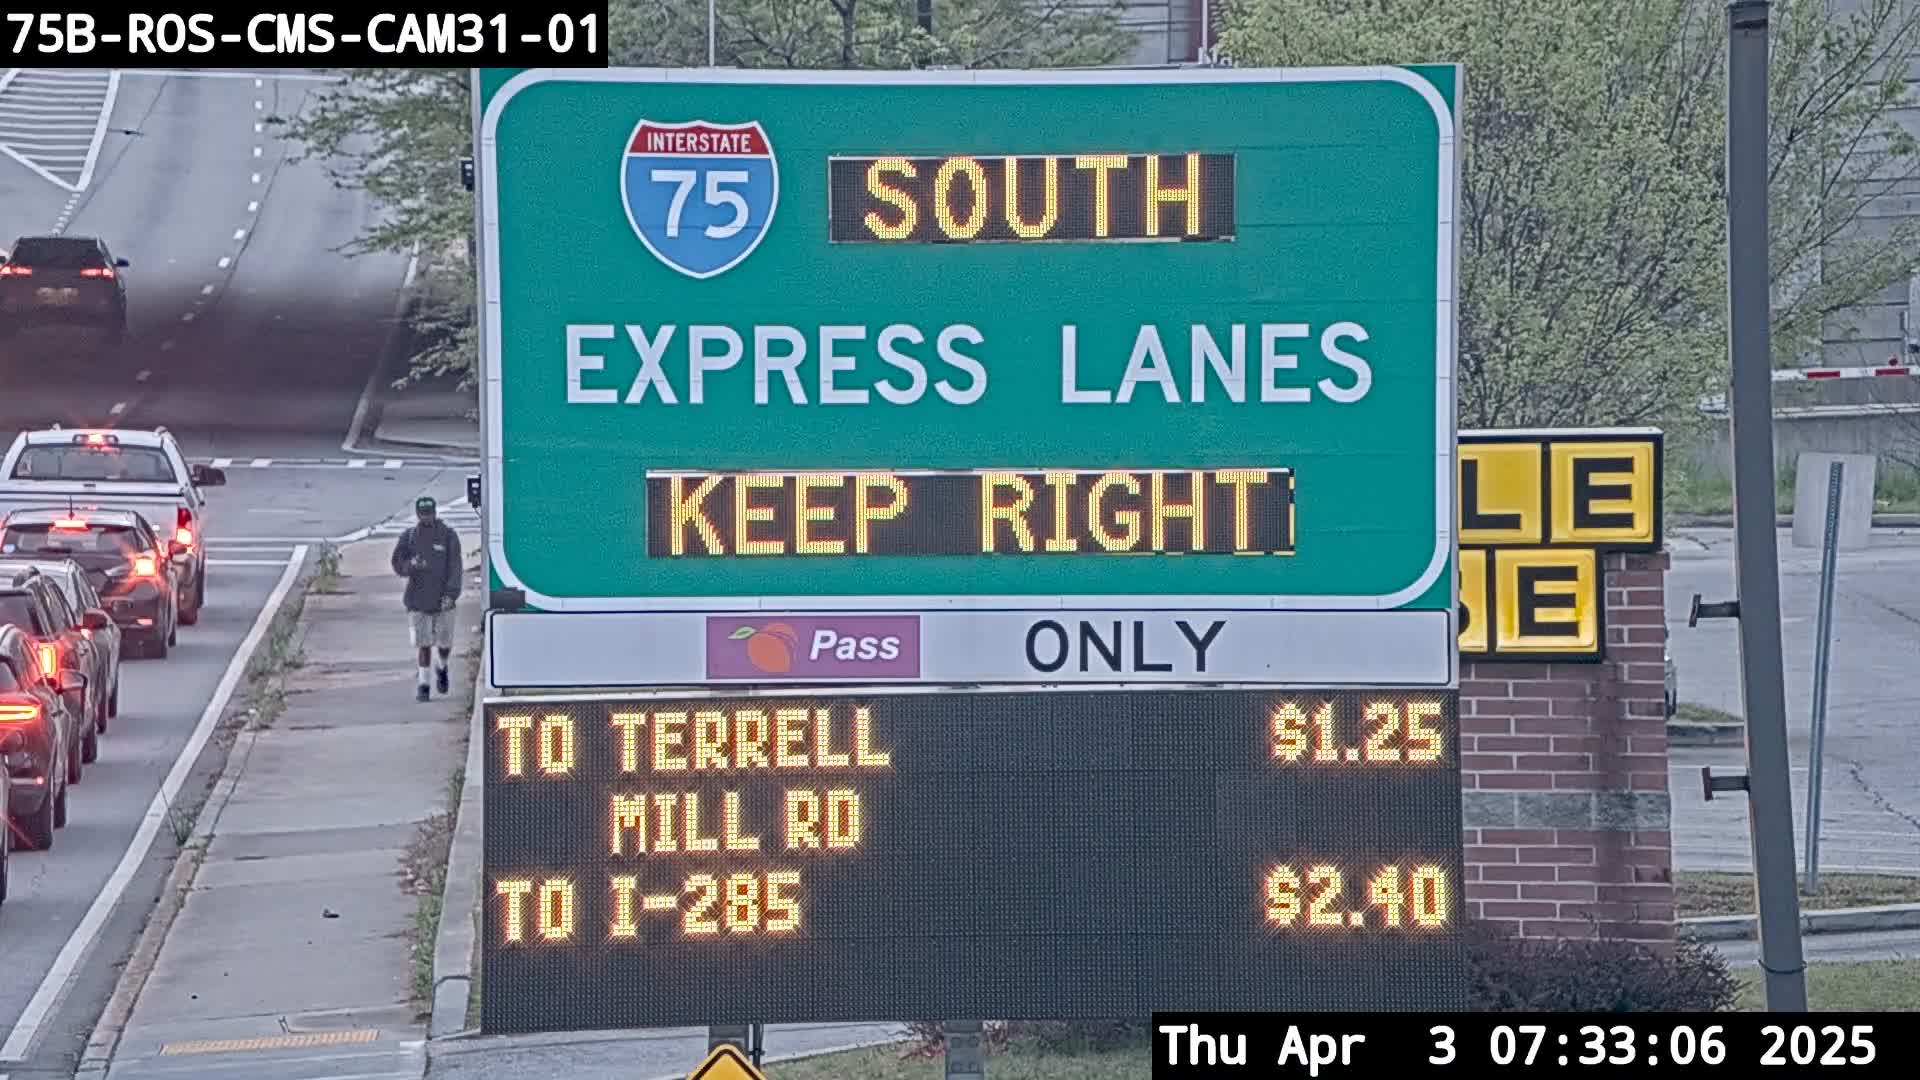 75B-ROS-CMS-CAM31-01
INTERSTATE
75
SOUTH
EXPRESS LANES
KEEP RIGHT
Pass ONLY
TO TERRELL $1.25
MILL RD
TO I-285 $2.40
LE
E
Thu Apr 3 07:33:06 2025